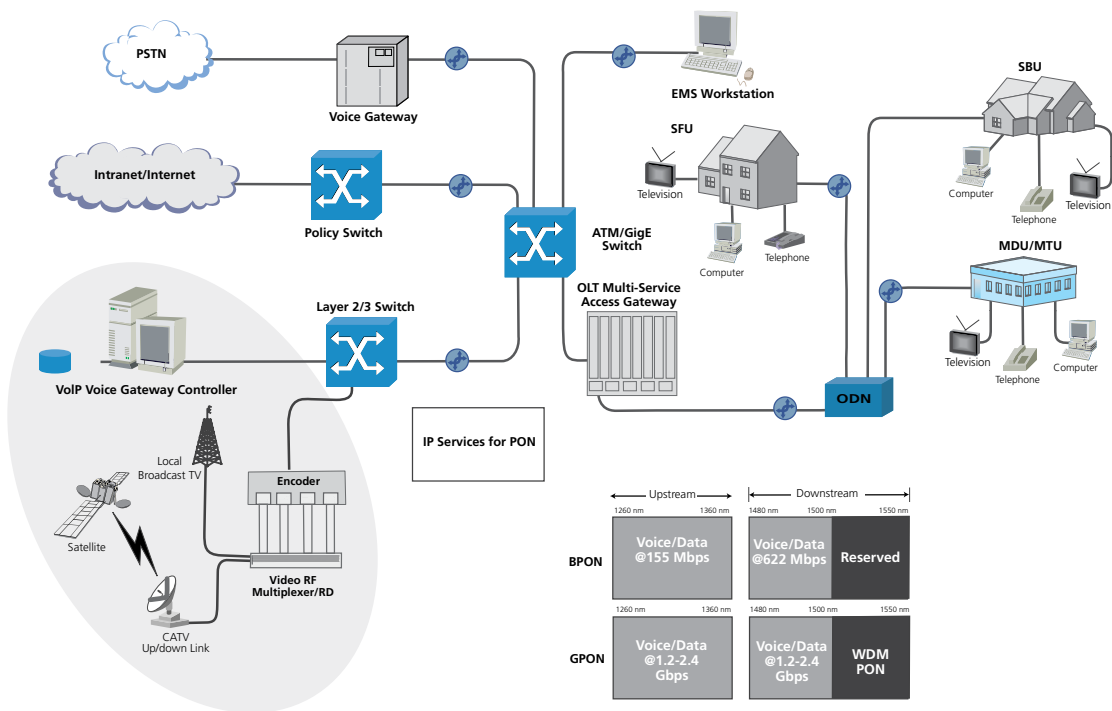 PSTN
Voice Gateway
EMS Workstation
SBU
SFU
Television
Computer
Telephone
Computer
Telephone
Television
Intranet/Internet
Policy Switch
ATM/GigE
Switch
MDU/MTU
Television
Telephone
Computer
OLT Multi-Service
Access Gateway
Layer 2/3 Switch
VoIP Voice Gateway Controller
ODN
IP Services for PON
Local
Broadcast TV
Encoder
Satellite
Video RF
Multiplexer/RD
CATV
Up/down Link
Upstream
Downstream
1260 nm
1360 nm
1480 nm
1500 nm
1550 nm
BPON
Voice/Data
@155 Mbps
Voice/Data
@622 Mbps
Reserved
1260 nm
1360 nm
1480 nm
1500 nm
1550 nm
GPON
Voice/Data
@1.2-2.4
Gbps
Voice/Data
@1.2-2.4
Gbps
WDM
PON